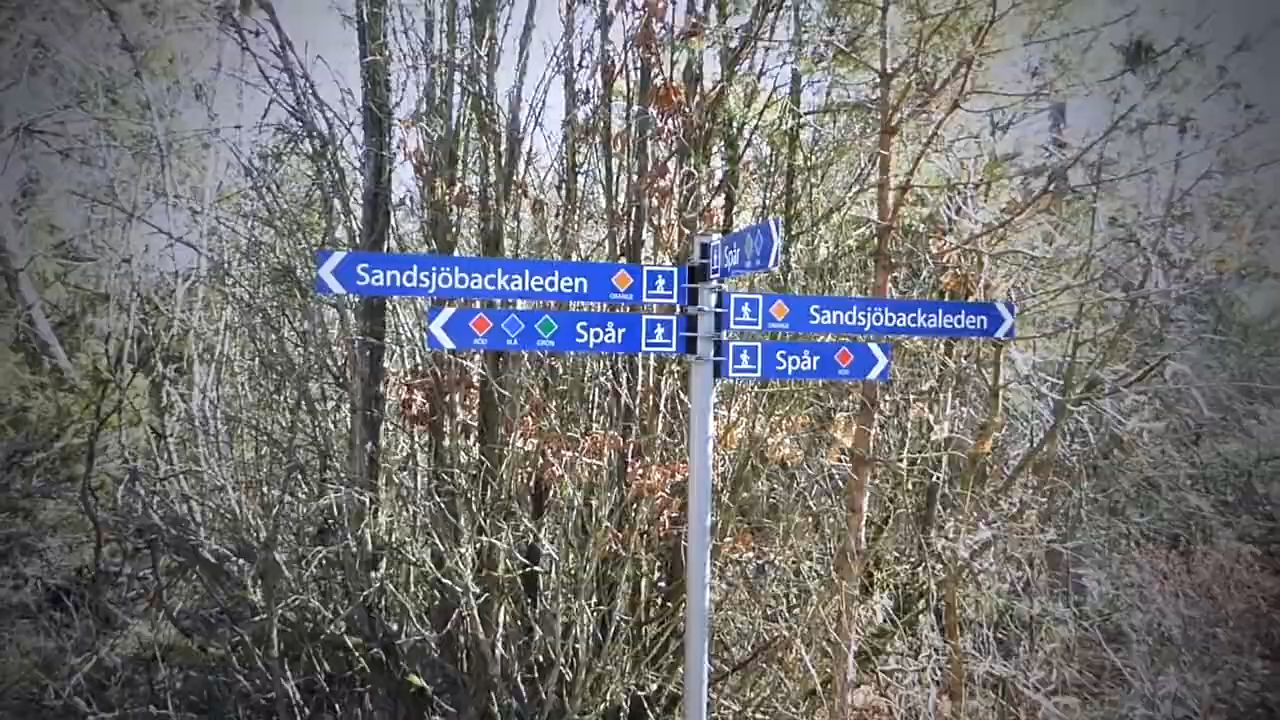 Sandsjöbackaleden
ORANGE
RÖD
BLÅ
GRÖN
Spår
Spår
ORANGE
Sandsjöbackaleden
Spår
RÖD